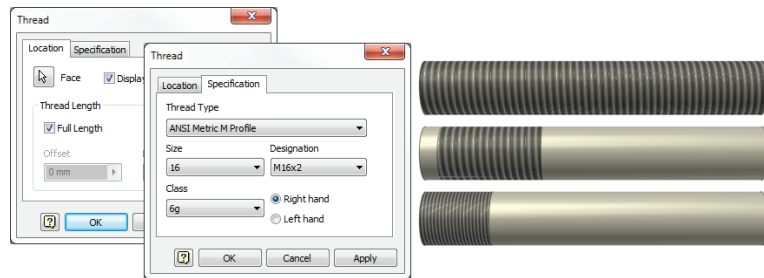 Thread
Location Specification
Face
Thread Length
Full Length
Offset
0 mm
OK
Thread
Location Specification
Thread Type
ANSI Metric M Profile
Size Designation
16 M16x2
Class
6g
Right hand
Left hand
OK Cancel Apply